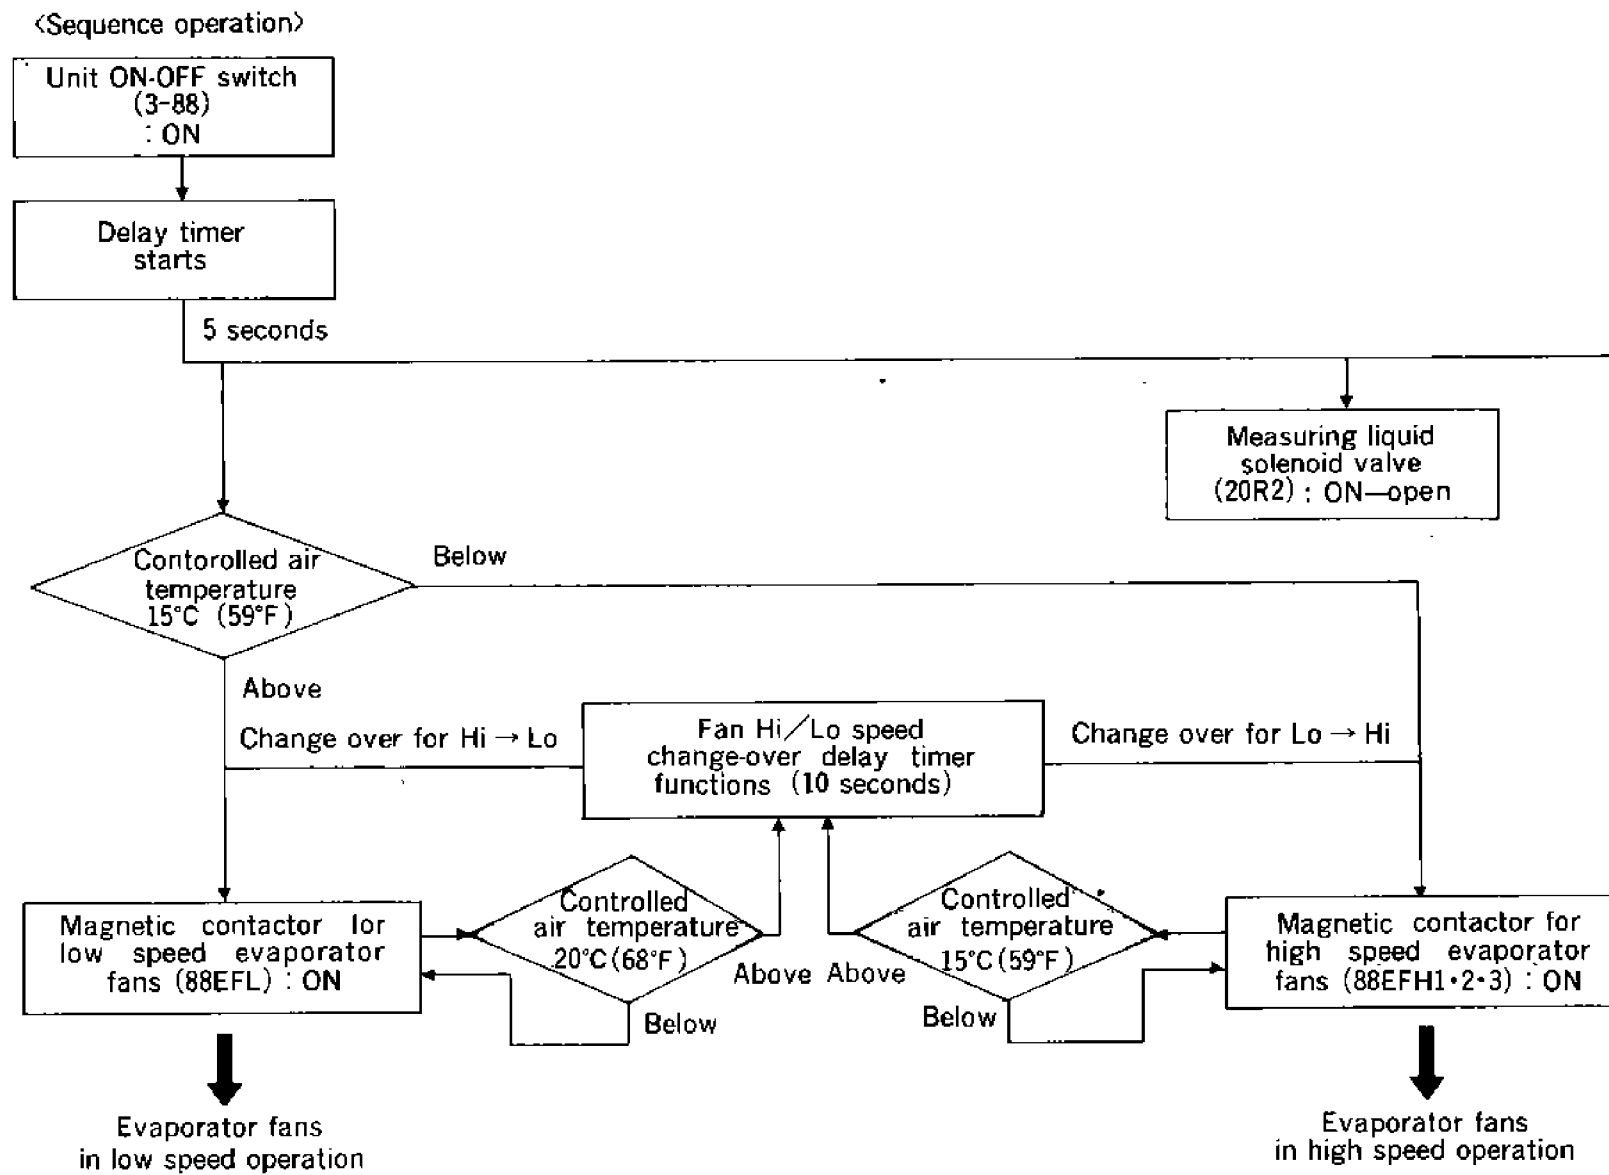 <Sequence operation>
Unit ON-OFF switch
(3-88)
: ON
Delay timer
starts
5 seconds
Measuring liquid
solenoid valve
(20R2) : ON—open
Contorolled air
temperature
15°C (59°F)
Below
Above
Change over for Hi → Lo
Fan Hi/Lo speed
change-over delay timer
functions (10 seconds)
Change over for Lo → Hi
Magnetic contactor for
low speed evaporator
fans (88EFL) : ON
Controlled
air temperature
20°C (68°F)
Above
Below
Above
Controlled
air temperature
15°C (59°F)
Below
Magnetic contactor for
high speed evaporator
fans (88EFH1·2·3) : ON
Evaporator fans
in low speed operation
Evaporator fans
in high speed operation